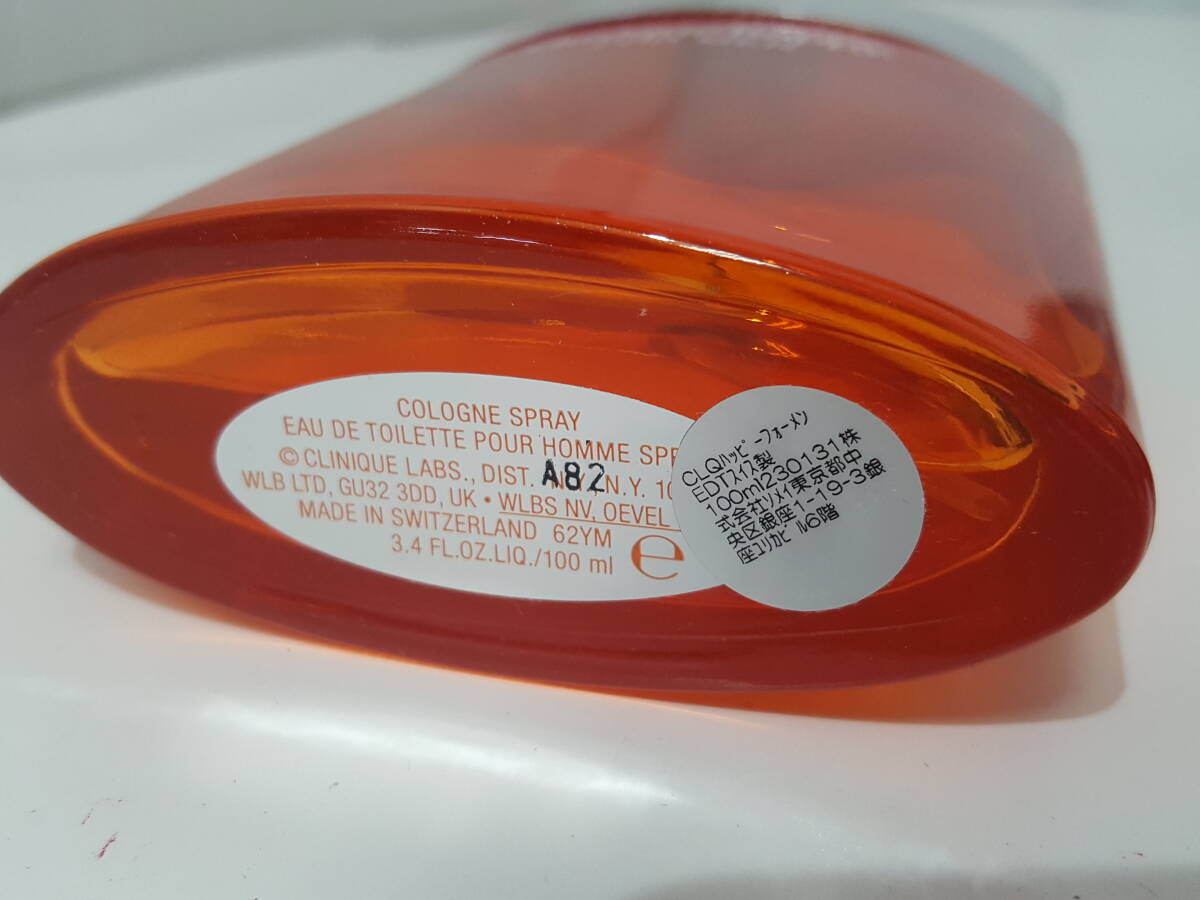 COLOGNE SPRAY
EAU DE TOILETTE POUR HOMME
© CLINIQUE LABS., DIST. N.Y.
A82
WLB LTD, GU32 3DD, UK • WLBS NV, OEVEL
MADE IN SWITZERLAND 62YM
3.4 FL.OZ.LIQ./100 ml e
CLQハッピーフォーメン
EDTスイス製
100ml230131株
式会社リメイ東京都中
央区銀座1-19-3銀
座ユリカビル6階